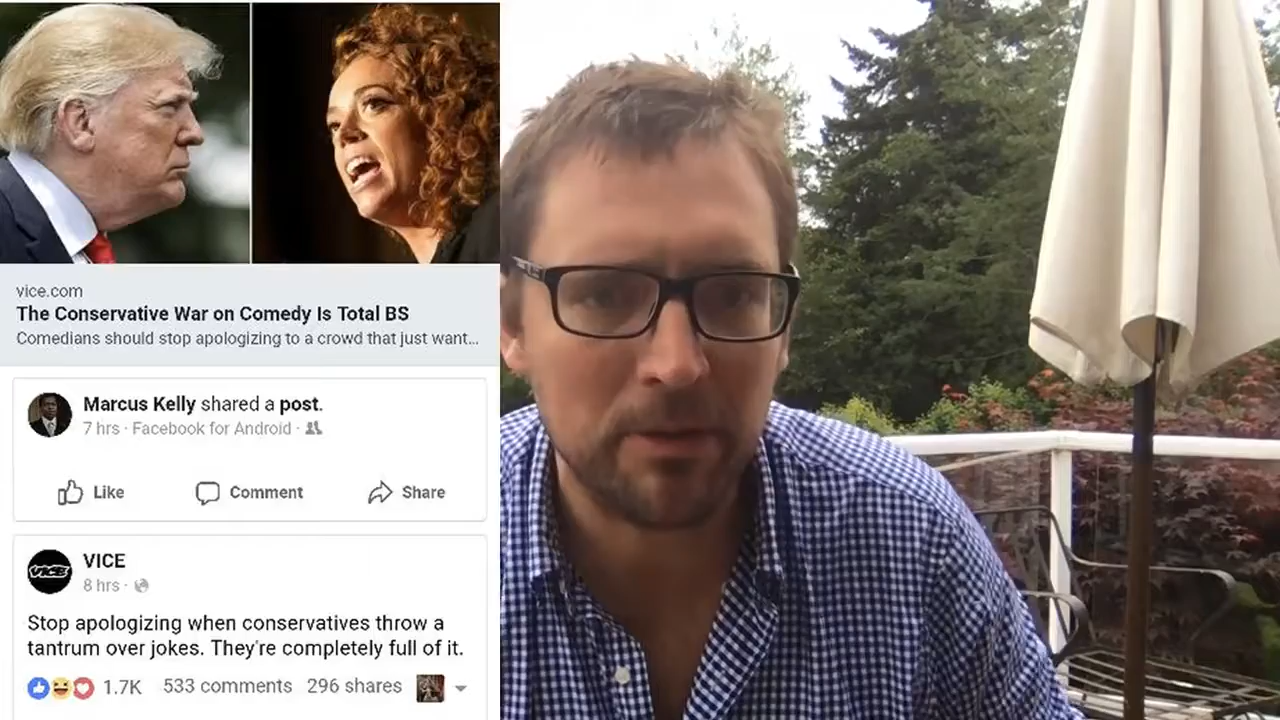 vice.com
The Conservative War on Comedy Is Total BS
Comedians should stop apologizing to a crowd that just want...
Marcus Kelly shared a post.
7 hrs · Facebook for Android ·
Like Comment Share
VICE
VICE
8 hrs ·
Stop apologizing when conservatives throw a
tantrum over jokes. They're completely full of it.
1.7K 533 comments 296 shares